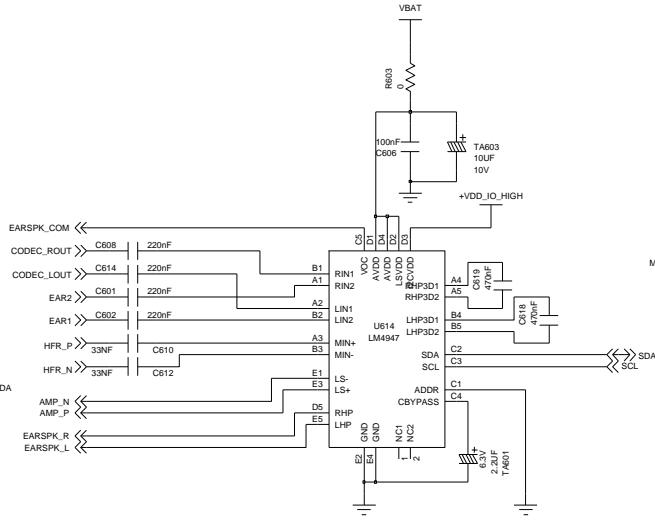 VBAT
R603
0
100nF
C606
TA603
10UF
10V
+VDD_IO_HIGH
EARSPK_COM
C5
D1
D4
D2
D3
VOC
AVDD
AVDD
LSVDD
I2CVDD
CODEC_ROUT
C608
220nF
B1
RIN1
CODEC_LOUT
C614
220nF
A1
RIN2
EAR2
C601
220nF
A2
LIN1
EAR1
C602
220nF
B2
LIN2
HFR_P
33NF
C610
A3
MIN+
HFR_N
33NF
C612
B3
MIN-
U614
LM4947
RHP3D1
A4
RHP3D2
A5
C619
470nF
LHP3D1
B4
LHP3D2
B5
C618
470nF
M
SDA
C2
SDA
SCL
C3
SCL
DA
AMP_N
E1
LS-
AMP_P
E3
LS+
ADDR
C1
CBYPASS
C4
EARSPK_R
D5
RHP
EARSPK_L
E5
LHP
GND
GND
NC1
NC2
E2
E4
1
2
6.3V
2.2UF
TA601